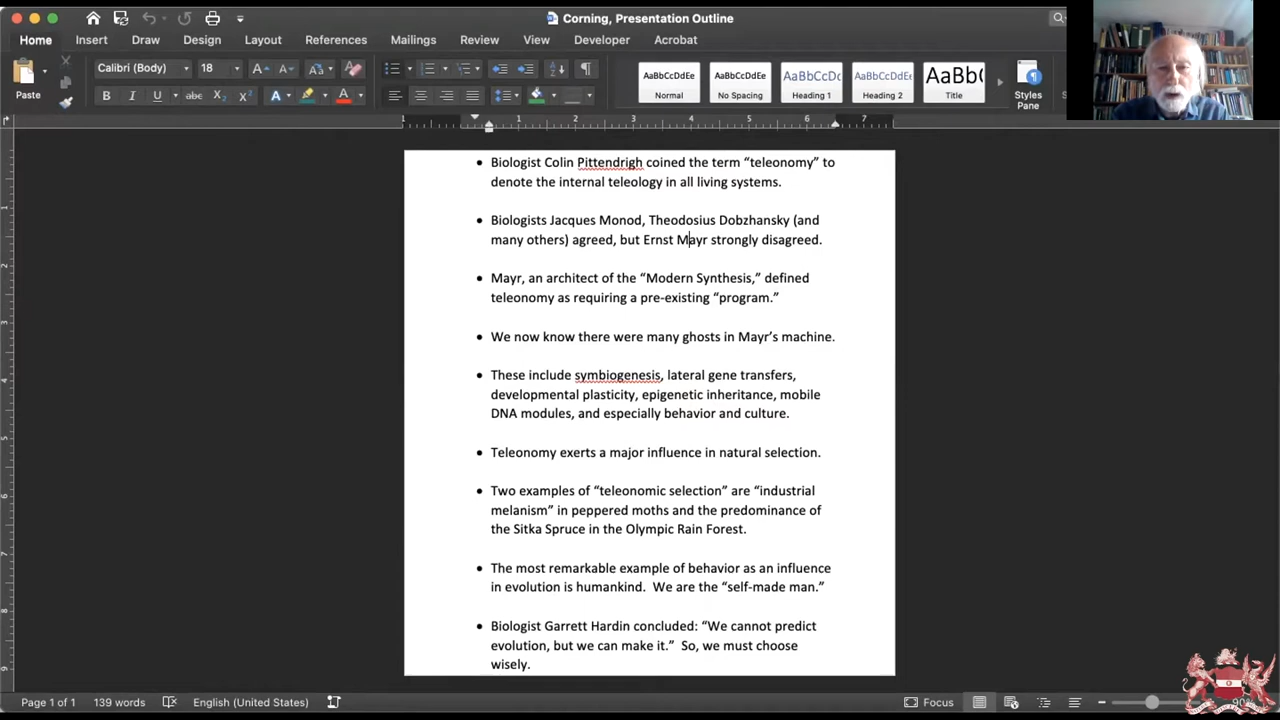 Corning, Presentation Outline
Home Insert Draw Design Layout References Mailings Review View Developer Acrobat
Paste
Calibri (Body) 18
AaBbCcDdEe AaBbCcDdEe AaBbCcDc AaBbCcDdEe AaBb(
Normal No Spacing Heading 1 Heading 2 Title
Styles
Pane
1 1 2 3 4 5 6 7
• Biologist Colin Pittendrigh coined the term “teleonomy” to
denote the internal teleology in all living systems.
• Biologists Jacques Monod, Theodosius Dobzhansky (and
many others) agreed, but Ernst Mayr strongly disagreed.
• Mayr, an architect of the “Modern Synthesis,” defined
teleonomy as requiring a pre-existing “program.”
• We now know there were many ghosts in Mayr’s machine.
• These include symbiogenesis, lateral gene transfers,
developmental plasticity, epigenetic inheritance, mobile
DNA modules, and especially behavior and culture.
• Teleonomy exerts a major influence in natural selection.
• Two examples of “teleonomic selection” are “industrial
melanism” in peppered moths and the predominance of
the Sitka Spruce in the Olympic Rain Forest.
• The most remarkable example of behavior as an influence
in evolution is humankind.  We are the “self-made man.”
• Biologist Garrett Hardin concluded: “We cannot predict
evolution, but we can make it.”  So, we must choose
wisely.
Page 1 of 1 139 words English (United States) Focus